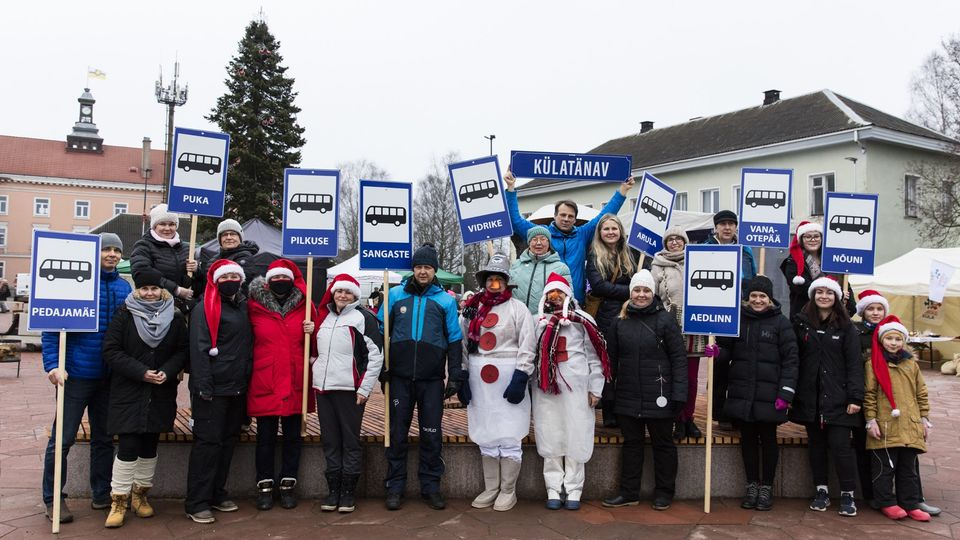 KÜLATÄNAV
PUKA
PILKUSE
SANGASTE
VIDRIKE
ARULA
VANA-
OTEPÄÄ
NÕUNI
PEDAJAMÄE
AEDLINN